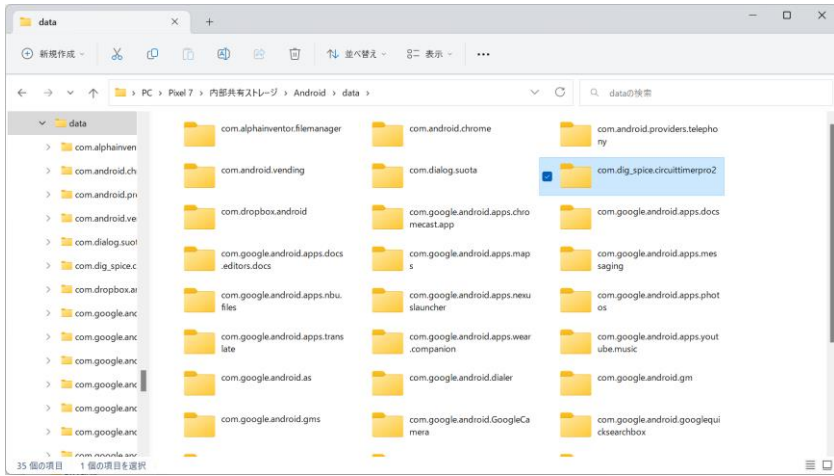 data
新規作成
並べ替え
表示
PC > Pixel 7 > 内部共有ストレージ > Android > data >
dataの検索
data
com.alphainven
com.android.ch
com.android.pr
com.android.ve
com.dialog.suot
com.dig_spice.c
com.dropbox.a
com.google.anc
com.google.anc
com.google.anc
com.google.anc
com.google.anc
com.google.anc
com.google.anc
com.alphainventor.filemanager
com.android.chrome
com.android.providers.telepho
ny
com.android.vending
com.dialog.suota
com.dig_spice.circuittimerpro2
com.dropbox.android
com.google.android.apps.chro
mecast.app
com.google.android.apps.docs
com.google.android.apps.docs
.editors.docs
com.google.android.apps.map
s
com.google.android.apps.mes
saging
com.google.android.apps.nbu.
files
com.google.android.apps.nexu
slauncher
com.google.android.apps.phot
os
com.google.android.apps.trans
late
com.google.android.apps.wear
.companion
com.google.android.apps.yout
ube.music
com.google.android.as
com.google.android.dialer
com.google.android.gm
com.google.android.gms
com.google.android.GoogleCa
mera
com.google.android.googlequi
cksearchbox
35 個の項目 1 個の項目を選択